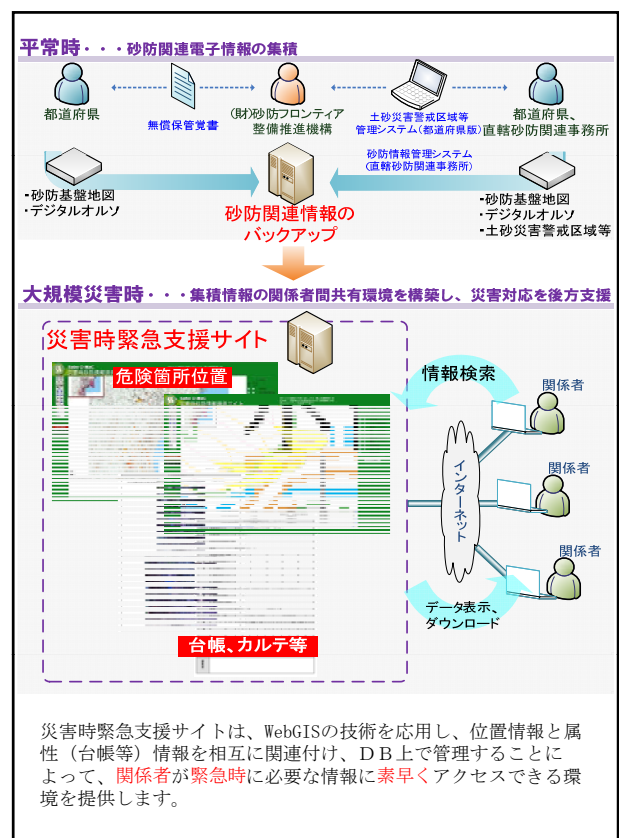 平常時・・・砂防関連電子情報の集積
都道府県
無償保管覚書
(財)砂防フロンティア
整備推進機構
土砂災害警戒区域等
管理システム(都道府県版)
都道府県、
直轄砂防関連事務所
砂防情報管理システム
(直轄砂防関連事務所)
・砂防基盤地図
・デジタルオルソ
砂防関連情報の
バックアップ
・砂防基盤地図
・デジタルオルソ
・土砂災害警戒区域等
大規模災害時・・・集積情報の関係者間共有環境を構築し、災害対応を後方支援
災害時緊急支援サイト
危険箇所位置
情報検索
関係者
関係者
関係者
インターネット
データ表示、
ダウンロード
台帳、カルテ等
災害時緊急支援サイトは、WebGISの技術を応用し、位置情報と属
性（台帳等）情報を相互に関連付け、ＤＢ上で管理することに
よって、関係者が緊急時に必要な情報に素早くアクセスできる環
境を提供します。